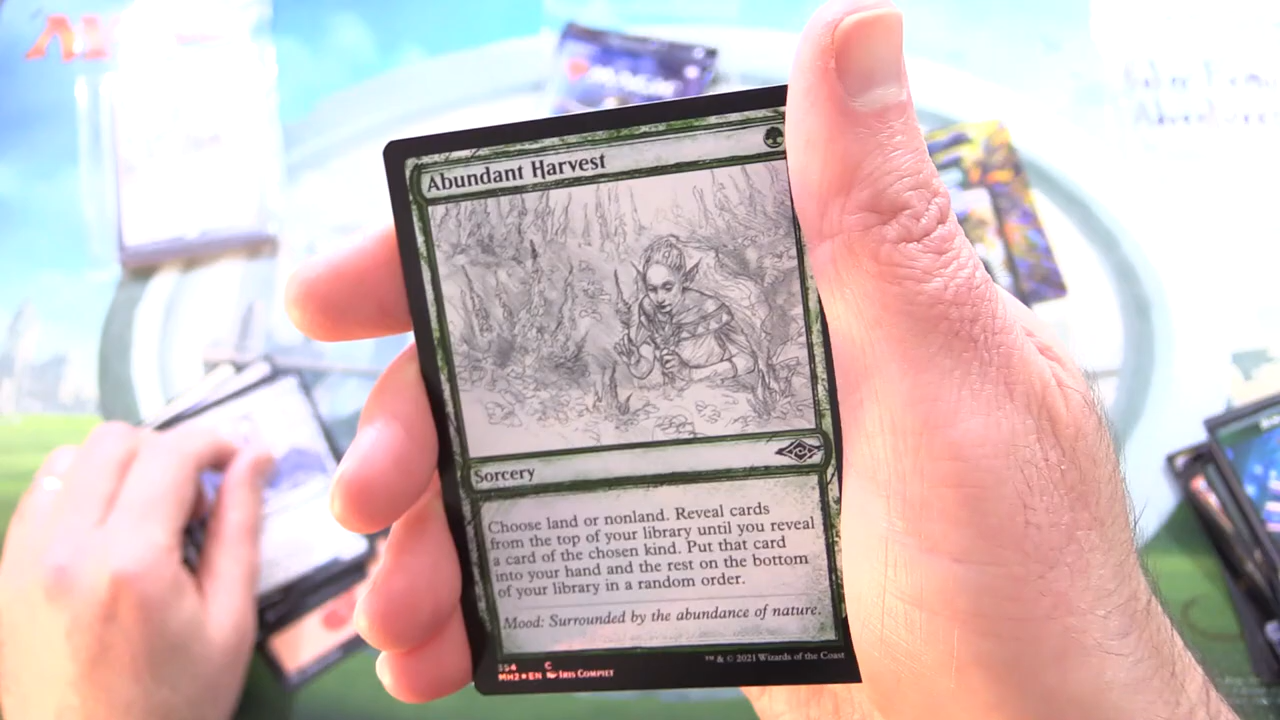 Abundant Harvest
Sorcery
Choose land or nonland. Reveal cards
from the top of your library until you reveal
a card of the chosen kind. Put that card
into your hand and the rest on the bottom
of your library in a random order.
Mood: Surrounded by the abundance of nature.
C
MH2★EN IRIS COMPIET
™ & © 2021 Wizards of the Coast